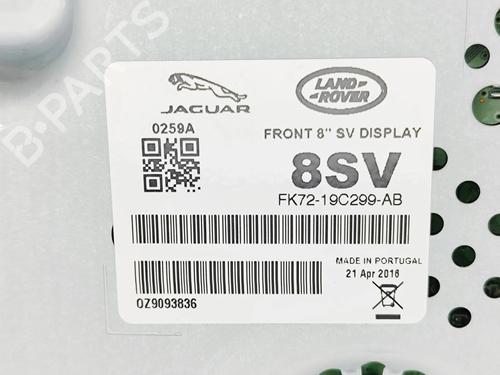 B-PARTS
JAGUAR
LAND-
ROVER
0259A
FRONT 8" SV DISPLAY
8SV
FK72-19C299-AB
MADE IN PORTUGAL
21 Apr 2016
OZ9093836